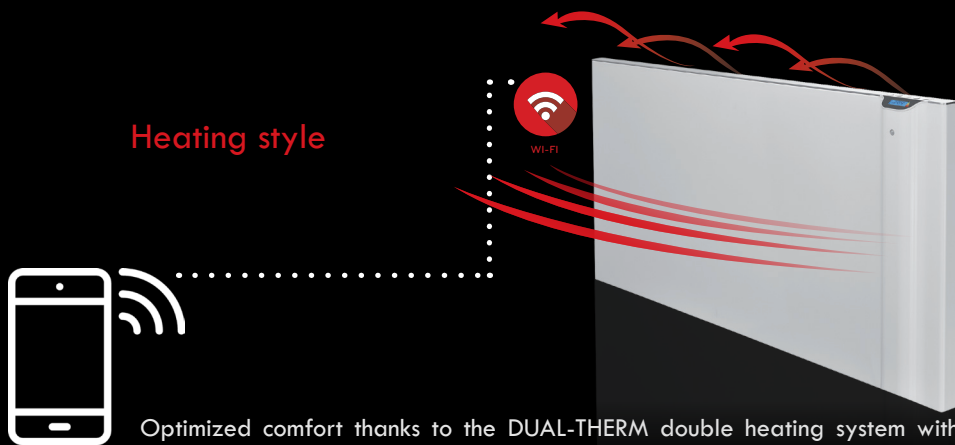 Heating style
WI-FI
Optimized comfort thanks to the DUAL-THERM double heating system with